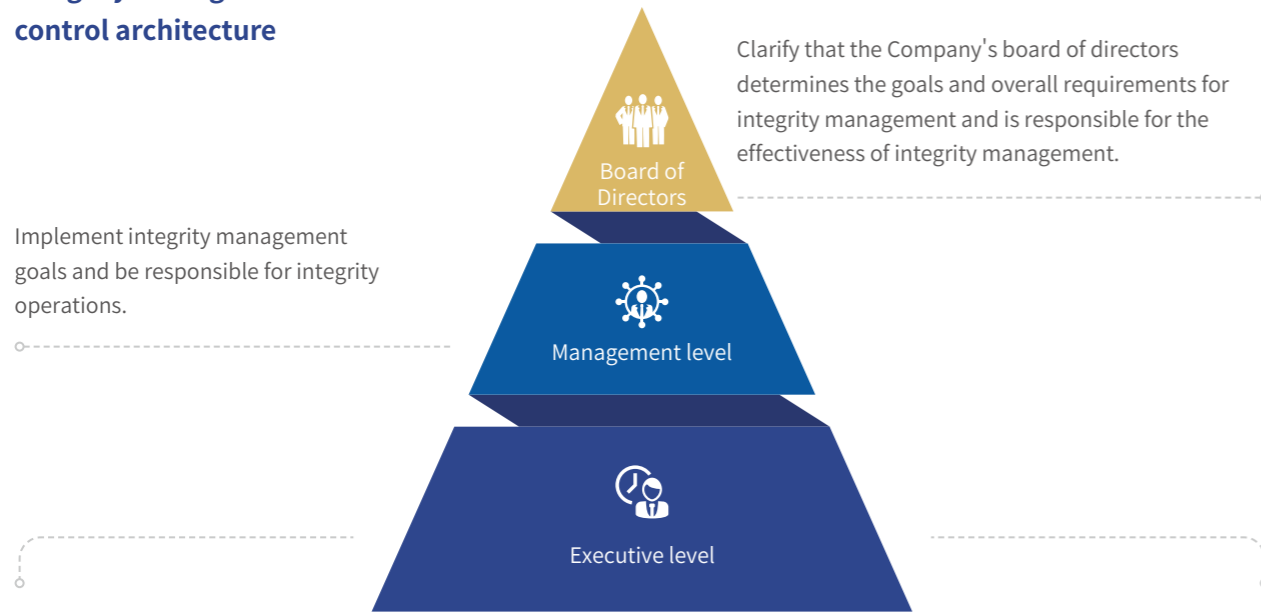 control architecture
Clarify that the Company's board of directors
determines the goals and overall requirements for
integrity management and is responsible for the
effectiveness of integrity management.
Board of
Directors
Implement integrity management
goals and be responsible for integrity
operations.
Management level
Executive level